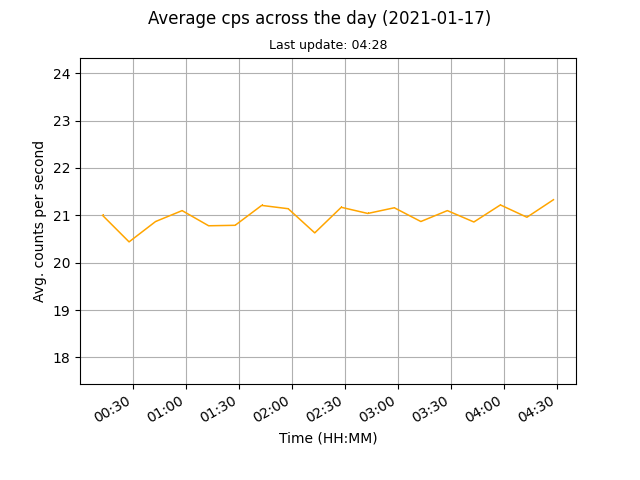 Average cps across the day (2021-01-17)
Last update: 04:28
24
23
22
21
20
19
18
Avg. counts per second
00:30 01:00 01:30 02:00 02:30 03:00 03:30 04:00 04:30
Time (HH:MM)